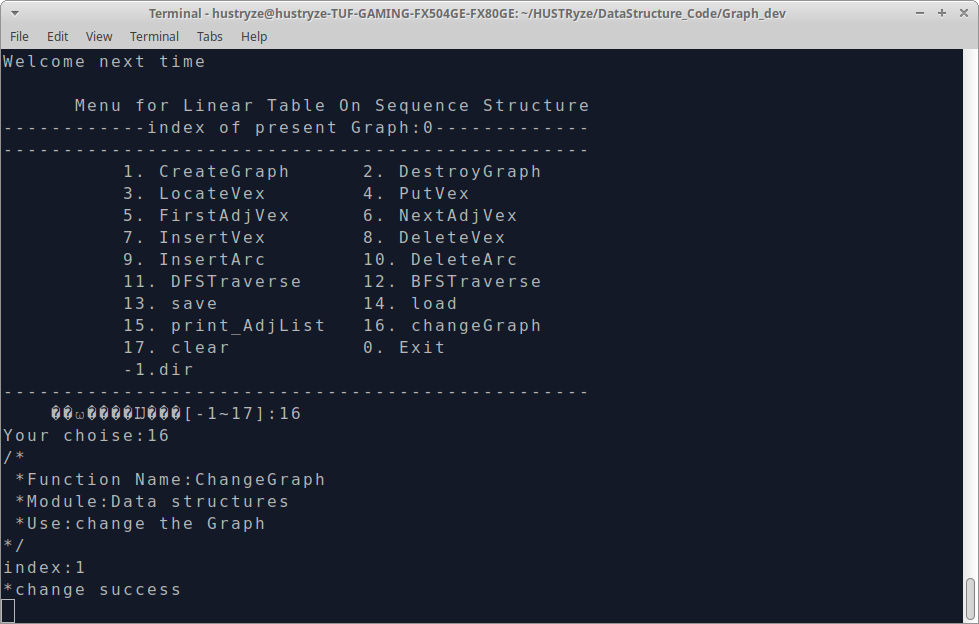 Terminal - hustryze@hustryze-TUF-GAMING-FX504GE-FX80GE: ~/HUSTRyze/DataStructure_Code/Graph_dev
File Edit View Terminal Tabs Help
Welcome next time
Menu for Linear Table On Sequence Structure
------------index of present Graph:0-------------
-------------------------------------------------
1. CreateGraph 2. DestroyGraph
3. LocateVex 4. PutVex
5. FirstAdjVex 6. NextAdjVex
7. InsertVex 8. DeleteVex
9. InsertArc 10. DeleteArc
11. DFSTraverse 12. BFSTraverse
13. save 14. load
15. print_AdjList 16. changeGraph
17. clear 0. Exit
-1.dir
-------------------------------------------------
[-1~17]:16
Your choise:16
/*
*Function Name:ChangeGraph
*Module:Data structures
*Use:change the Graph
*/
index:1
*change success